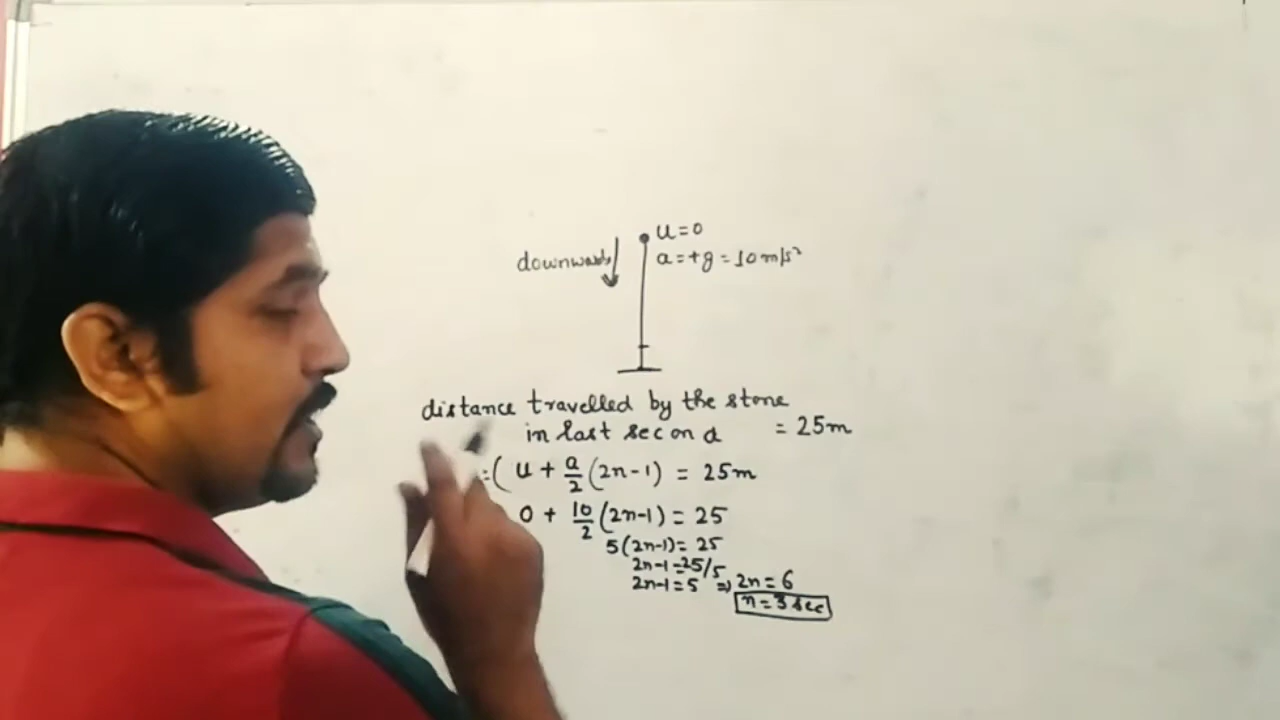 u=0
downwards
a=+g=10m/s²
distance travelled by the stone
in last second = 25m
=( u + a/2 (2n-1) = 25m
0 + 10/2 (2n-1) = 25
5(2n-1) = 25
2n-1=25/5
2n-1=5 ⇒ 2n=6
n=3 sec